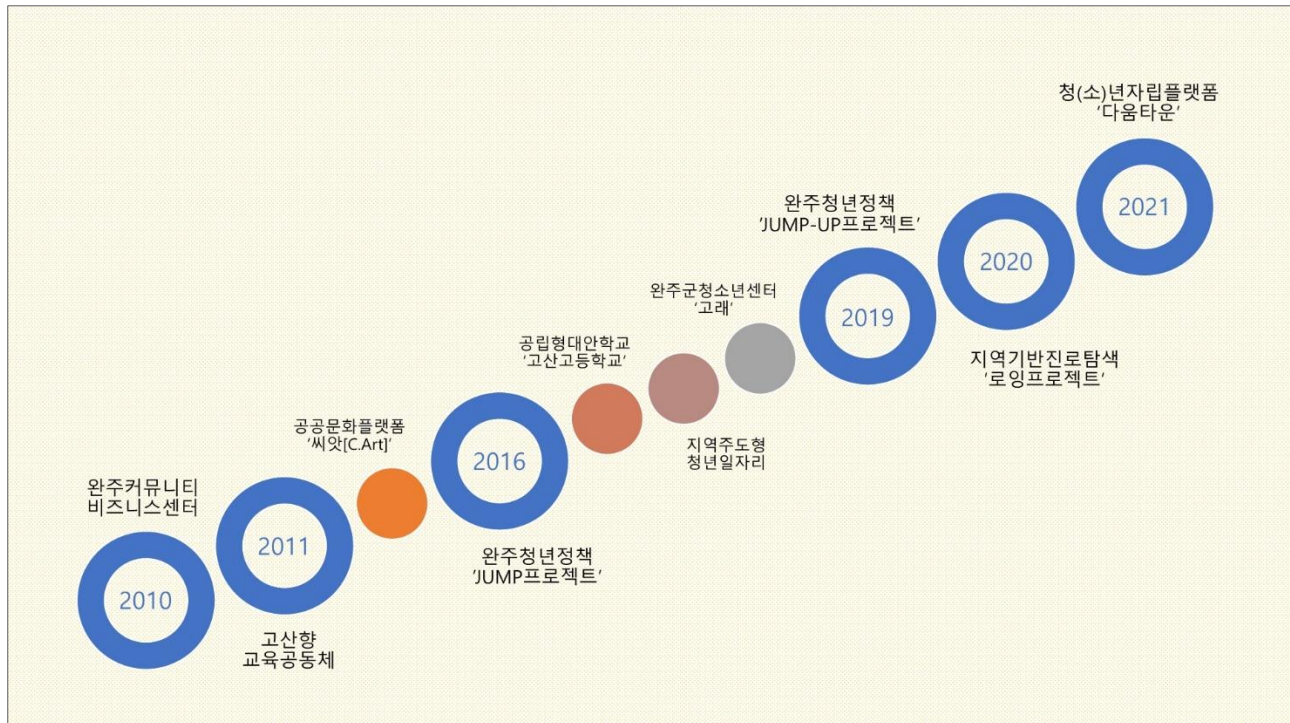 완주커뮤니티
비즈니스센터
2010
2011
고산향
교육공동체
공공문화플랫폼
'씨앗[C.Art]'
2016
완주청년정책
'JUMP프로젝트'
공립형대안학교
'고산고등학교'
지역주도형
청년일자리
완주군청소년센터
'고래'
완주청년정책
'JUMP-UP프로젝트'
2019
2020
지역기반진로탐색
'로잉프로젝트'
청(소)년자립플랫폼
'다움타운'
2021